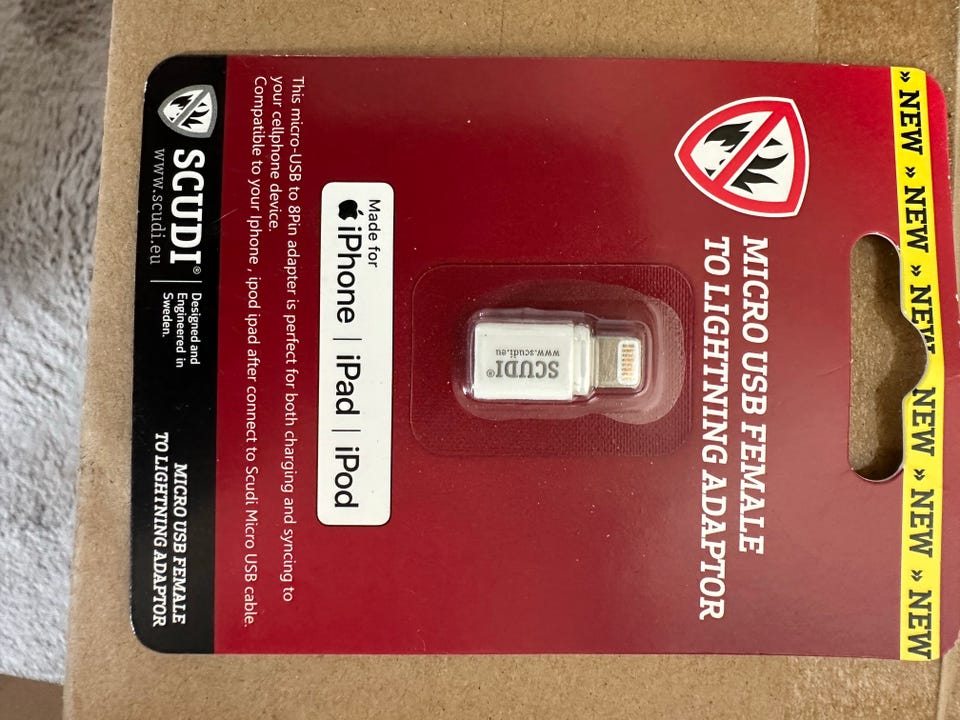 » NEW » NEW » NEW » NEW » NEW » NEW
MICRO USB FEMALE
TO LIGHTNING ADAPTOR
SCUDI®
www.scudi.eu
Made for
iPhone | iPad | iPod
This micro-USB to 8Pin adapter is perfect for both charging and syncing to
your cellphone device.
Compatible to your Iphone , ipod ipad after connect to Scudi Micro USB cable.
SCUDI®
www.scudi.eu
Designed and
Engineered in
Sweden.
MICRO USB FEMALE
TO LIGHTNING ADAPTOR